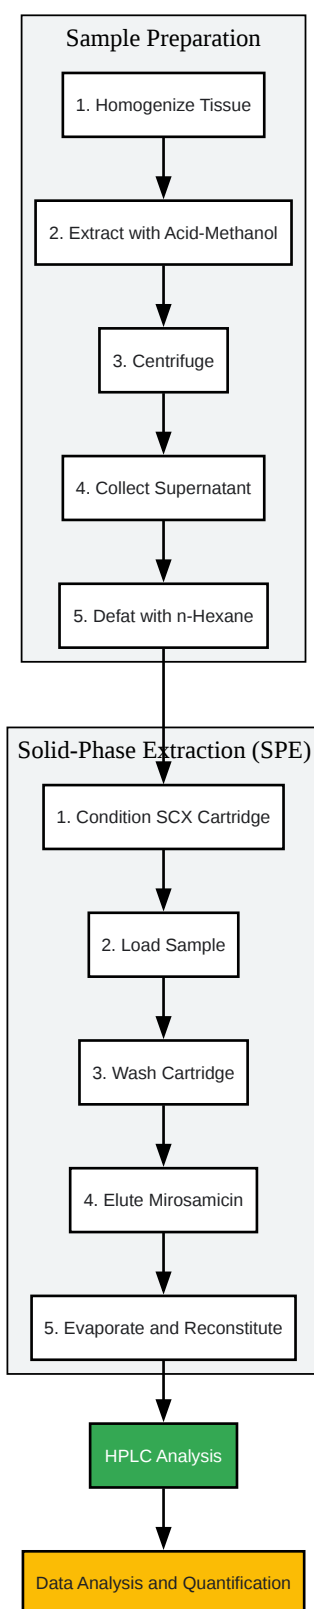 Sample Preparation
1. Homogenize Tissue
2. Extract with Acid-Methanol
3. Centrifuge
4. Collect Supernatant
5. Defat with n-Hexane
Solid-Phase Extraction (SPE)
1. Condition SCX Cartridge
2. Load Sample
3. Wash Cartridge
4. Elute Mirosamicin
5. Evaporate and Reconstitute
HPLC Analysis
Data Analysis and Quantification